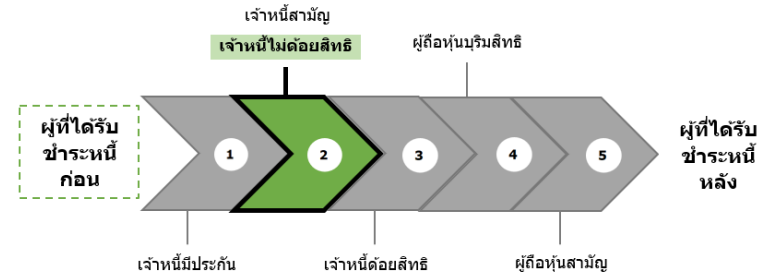 เจ้าหนี้สามัญ
เจ้าหนี้ไม่ด้อยสิทธิ
ผู้ถือหุ้นบุริมสิทธิ
ผู้ที่ได้รับ
ชำระหนี้
ก่อน
1
2
3
4
5
ผู้ที่ได้รับ
ชำระหนี้
หลัง
เจ้าหนี้มีประกัน
เจ้าหนี้ด้อยสิทธิ
ผู้ถือหุ้นสามัญ